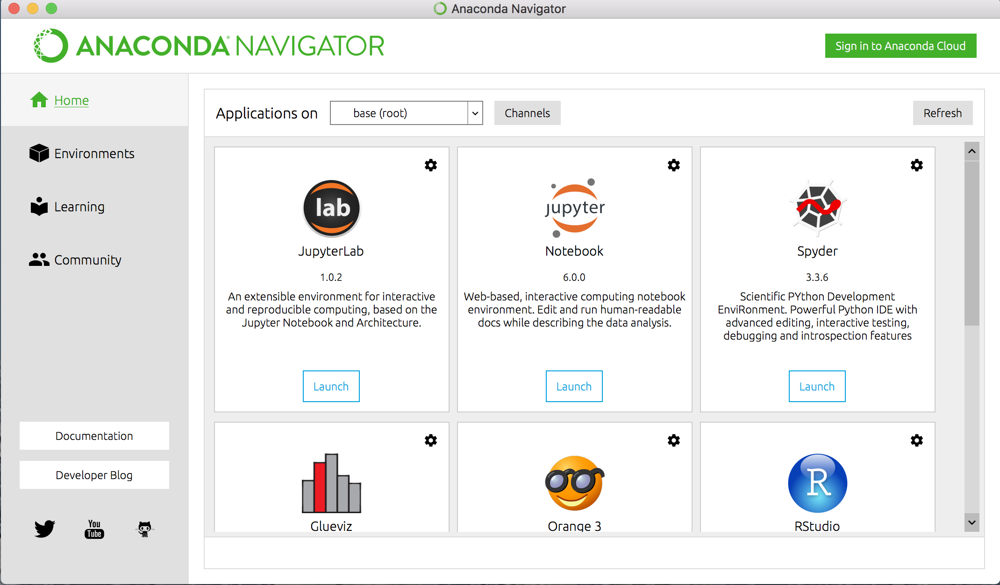 Anaconda Navigator
ANACONDA® NAVIGATOR
Sign in to Anaconda Cloud
Home
Environments
Learning
Community
Documentation
Developer Blog
You
Tube
Applications on
base (root)
Channels
Refresh
lab
JupyterLab
1.0.2
An extensible environment for interactive
and reproducible computing, based on the
Jupyter Notebook and Architecture.
Launch
jupyter
Notebook
6.0.0
Web-based, interactive computing notebook
environment. Edit and run human-readable
docs while describing the data analysis.
Launch
Spyder
3.3.6
Scientific PYthon Development
EnviRonment. Powerful Python IDE with
advanced editing, interactive testing,
debugging and introspection features
Launch
Glueviz
Orange 3
R
RStudio